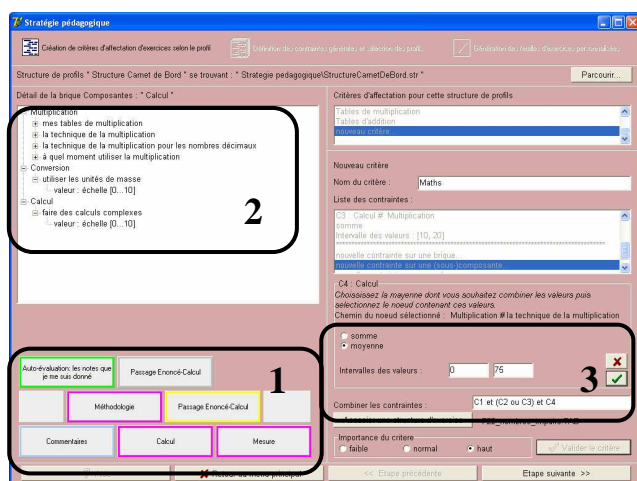 Stratégie pédagogique
Création de critères d'affectation d'exercices selon le profil
Définition des contraintes générales et sélection des profils
Génération des feuilles d'exercices personnalisées
Structure de profils " Structure Carnet de Bord " se trouvant : " Strategie pedagogique\StructureCarnetDeBord.str "
Parcourir...
Détail de la brique Composantes : " Calcul "
Multiplication
mes tables de multiplication
la technique de la multiplication
la technique de la multiplication pour les nombres décimaux
à quel moment utiliser la multiplication
Conversion
utiliser les unités de masse
valeur : échelle [0...10]
Calcul
faire des calculs complexes
valeur : échelle [0...10]
2
Auto-évaluation: les notes que
je me suis donné
Passage Enoncé-Calcul
1
Méthodologie
Passage Enoncé-Calcul
Commentaires
Calcul
Mesure
Critères d'affectation pour cette structure de profils
Tables de multiplication
Tables d'addition
nouveau critère...
Nouveau critère
Nom du critère :
Maths
Liste des contraintes :
C3 : Calcul # Multiplication
somme
Intervalle des valeurs : [10, 20]
nouvelle contrainte sur une brique...
nouvelle contrainte sur une (sous-)composante...
C4 : Calcul
Choisissez la moyenne dont vous souhaitez combiner les valeurs puis
selectionnez le noeud contenant ces valeurs.
Chemin du noeud sélectionné : Multiplication # la technique de la multiplication
somme
moyenne
Intervalles des valeurs :
0
75
3
Combiner les contraintes :
C1 et (C2 ou C3) et C4
Importance du critere
faible
normal
haut
Valider le critère
Retour au menu principal
<< Etape précédente
Etape suivante >>